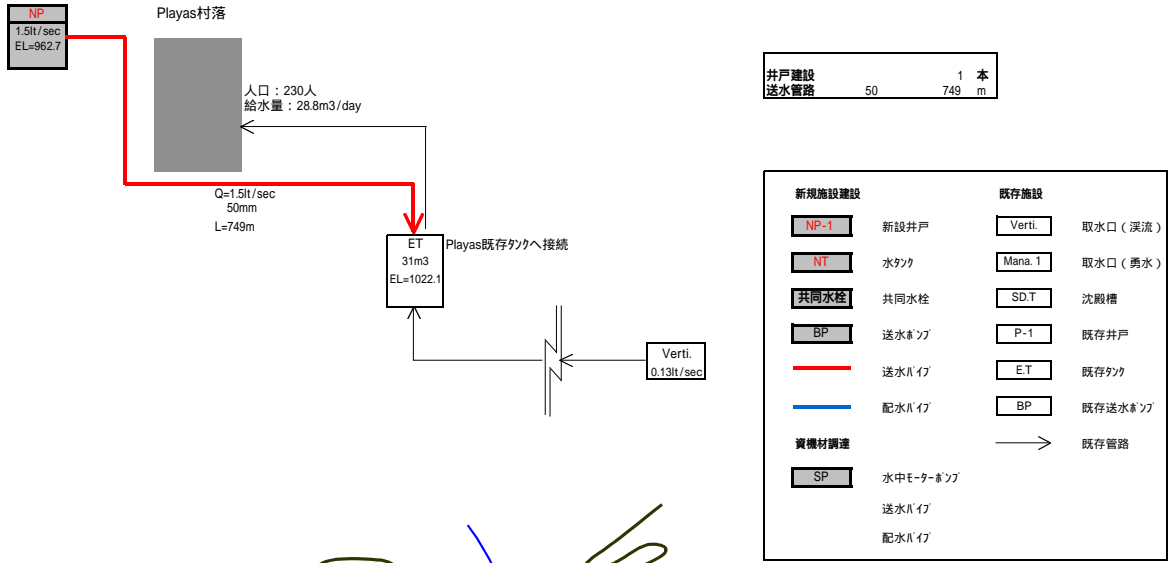 NP
1.5lt/sec
EL=962.7
Playas村落
人口：230人
給水量：28.8m3/day
Q=1.5lt/sec
50mm
L=749m
ET
31m3
EL=1022.1
Playas既存ﾀﾝｸへ接続
Verti.
0.13lt/sec
井戸建設 1 本
送水管路 50 749 m
新規施設建設 既存施設
NP-1 新設井戸 Verti. 取水口（渓流）
NT 水ﾀﾝｸ Mana. 1 取水口（勇水）
共同水栓 共同水栓 SD.T 沈殿槽
BP 送水ﾎﾟﾝﾌﾟ P-1 既存井戸
送水ﾊﾟｲﾌﾟ E.T 既存ﾀﾝｸ
配水ﾊﾟｲﾌﾟ BP 既存送水ﾎﾟﾝﾌﾟ
資機材調達 既存管路
SP 水中ﾓｰﾀｰﾎﾟﾝﾌﾟ
送水ﾊﾟｲﾌﾟ
配水ﾊﾟｲﾌﾟ